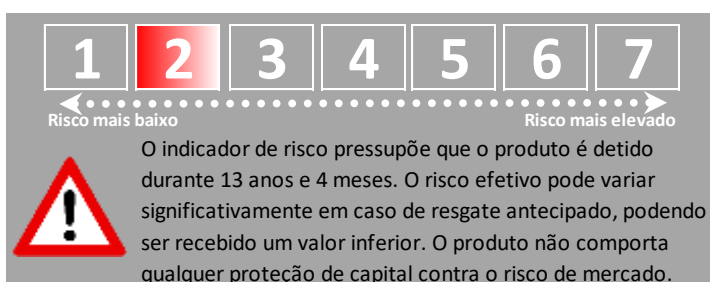 1 2 3 4 5 6 7
Risco mais baixo Risco mais elevado
O indicador de risco pressupõe que o produto é detido
durante 13 anos e 4 meses. O risco efetivo pode variar
significativamente em caso de resgate antecipado, podendo
ser recebido um valor inferior. O produto não comporta
qualquer proteção de capital contra o risco de mercado.